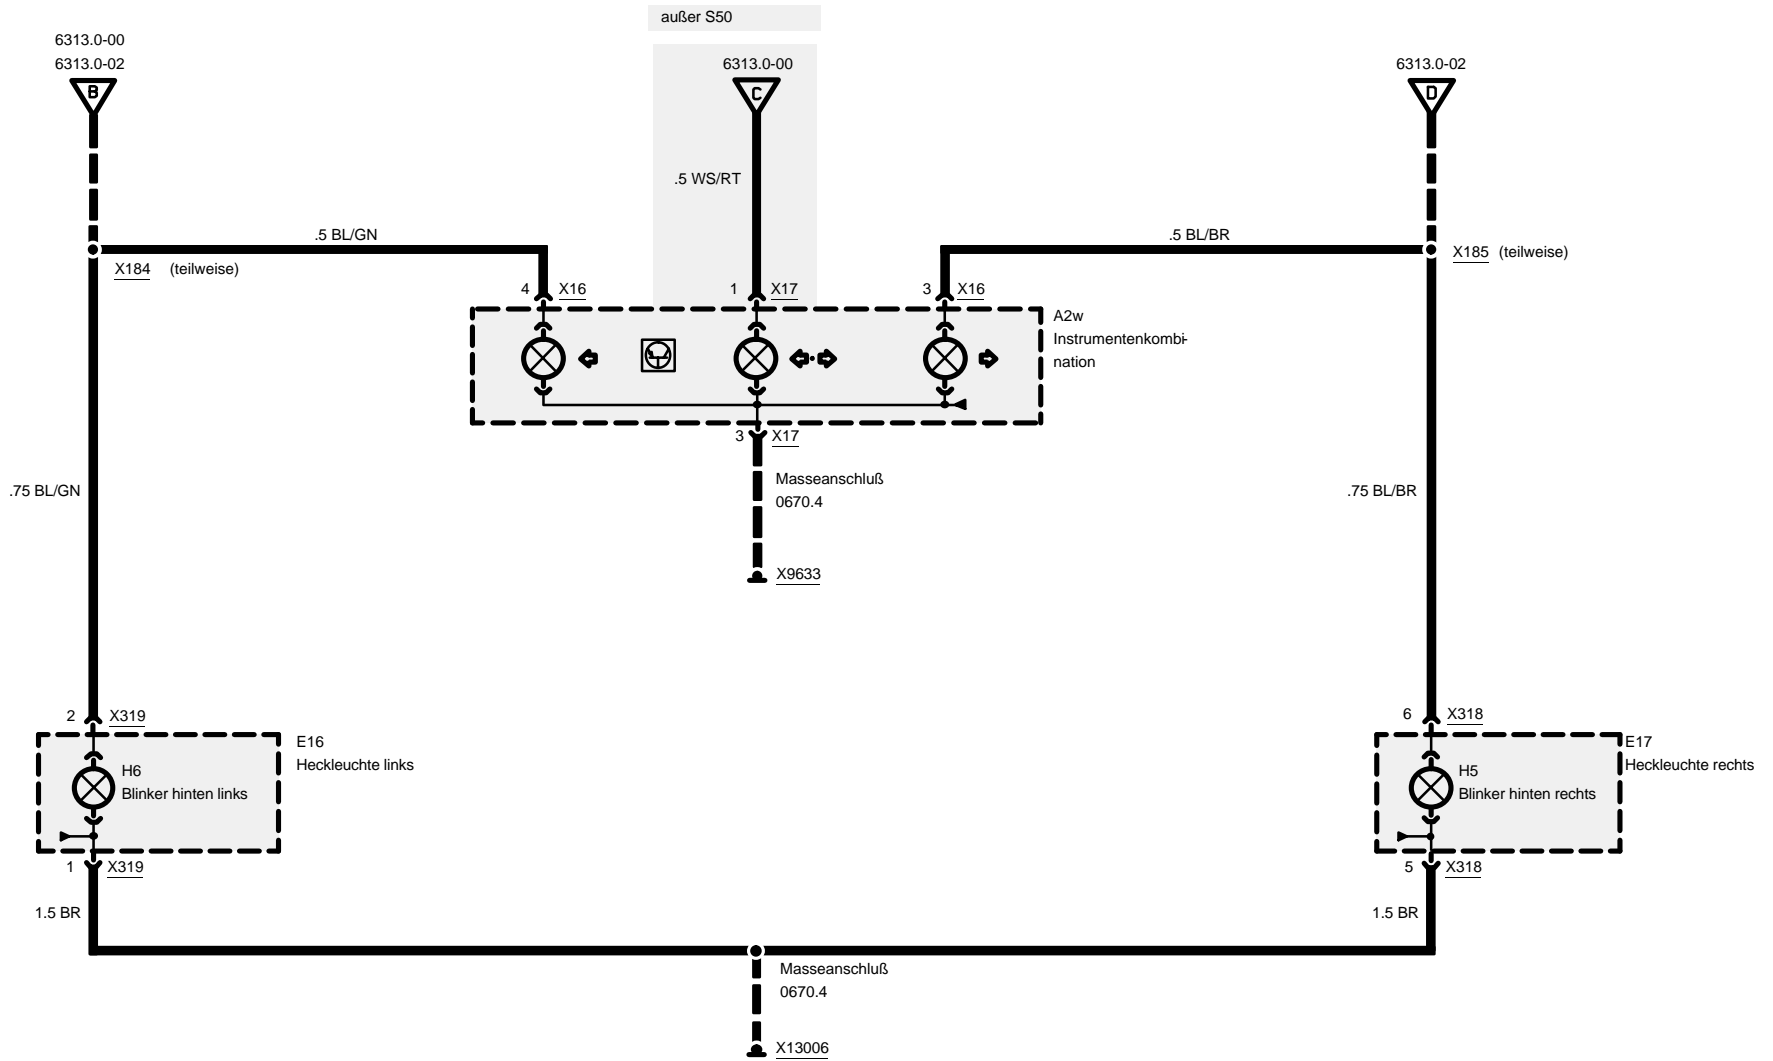 außer S50
6313.0-00
6313.0-02
6313.0-00
6313.0-02
B
C
D
.5 WS/RT
.5 BL/GN
.5 BL/BR
X184 (teilweise)
X185 (teilweise)
4 X16
1 X17
3 X16
A2w
Instrumentenkombi-
nation
3 X17
Masseanschluß
0670.4
.75 BL/GN
.75 BL/BR
X9633
2 X319
6 X318
E16
Heckleuchte links
E17
Heckleuchte rechts
H6
Blinker hinten links
H5
Blinker hinten rechts
1 X319
5 X318
1.5 BR
1.5 BR
Masseanschluß
0670.4
X13006